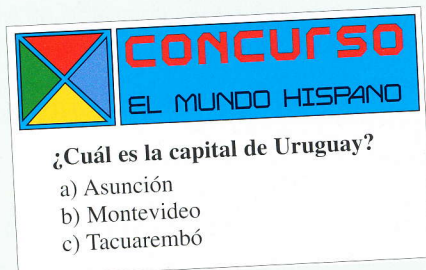 CONCURSO
EL MUNDO HISPANO
¿Cuál es la capital de Uruguay?
a) Asunción
b) Montevideo
c) Tacuarembó